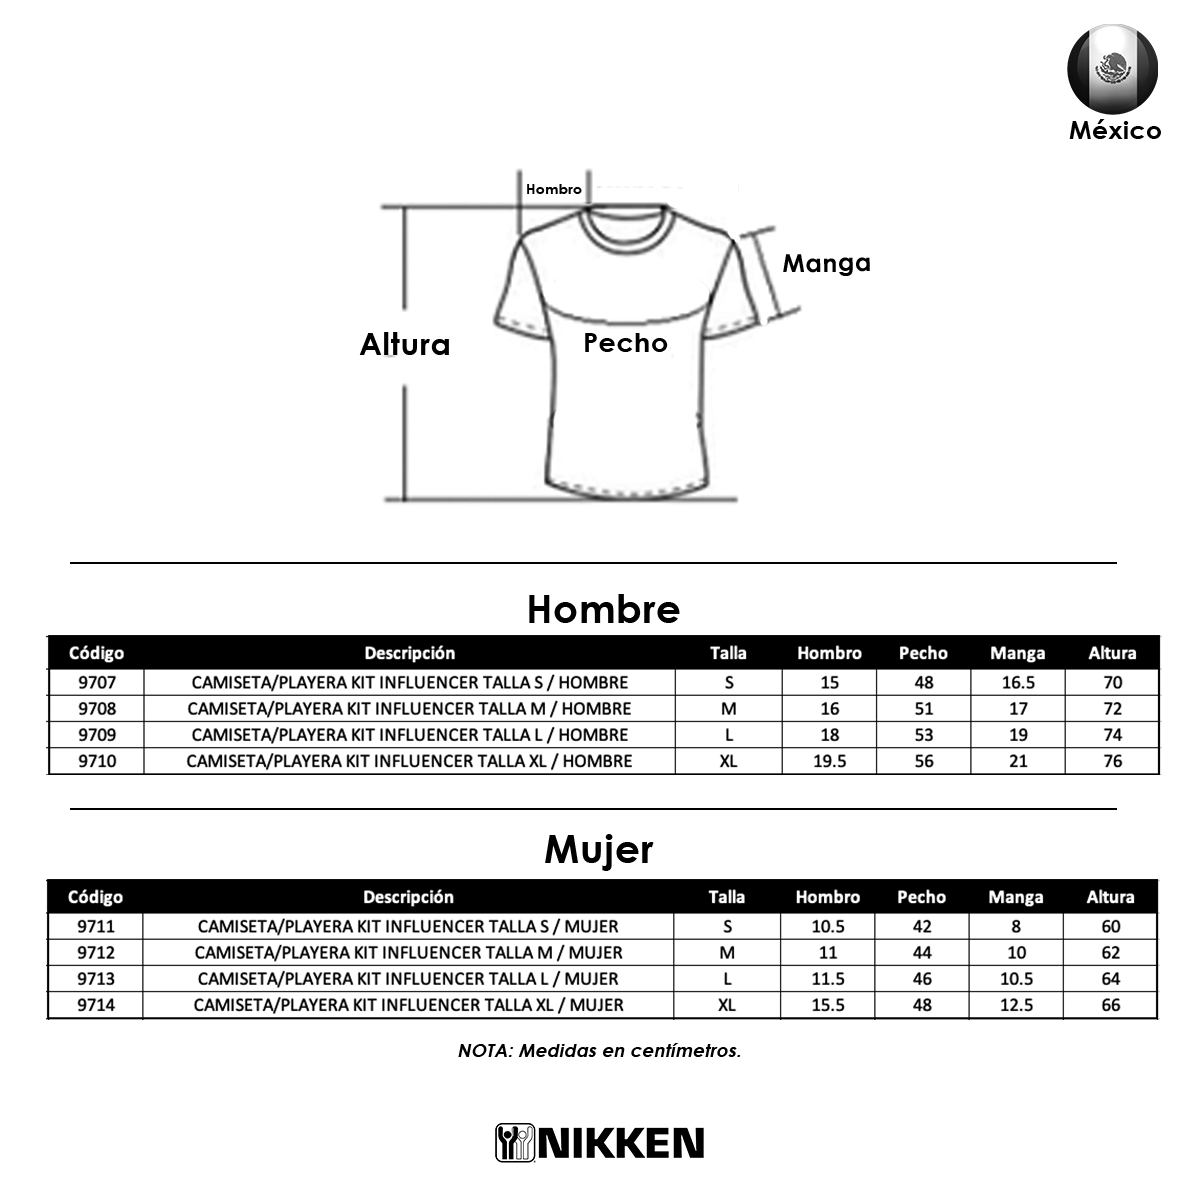 México
Hombro
Manga
Altura
Pecho
Hombre
Código Descripción Talla Hombro Pecho Manga Altura
9707 CAMISETA/PLAYERA KIT INFLUENCER TALLA S / HOMBRE S 15 48 16.5 70
9708 CAMISETA/PLAYERA KIT INFLUENCER TALLA M / HOMBRE M 16 51 17 72
9709 CAMISETA/PLAYERA KIT INFLUENCER TALLA L / HOMBRE L 18 53 19 74
9710 CAMISETA/PLAYERA KIT INFLUENCER TALLA XL / HOMBRE XL 19.5 56 21 76
Mujer
Código Descripción Talla Hombro Pecho Manga Altura
9711 CAMISETA/PLAYERA KIT INFLUENCER TALLA S / MUJER S 10.5 42 8 60
9712 CAMISETA/PLAYERA KIT INFLUENCER TALLA M / MUJER M 11 44 10 62
9713 CAMISETA/PLAYERA KIT INFLUENCER TALLA L / MUJER L 11.5 46 10.5 64
9714 CAMISETA/PLAYERA KIT INFLUENCER TALLA XL / MUJER XL 15.5 48 12.5 66
NOTA: Medidas en centímetros.
NIKKEN